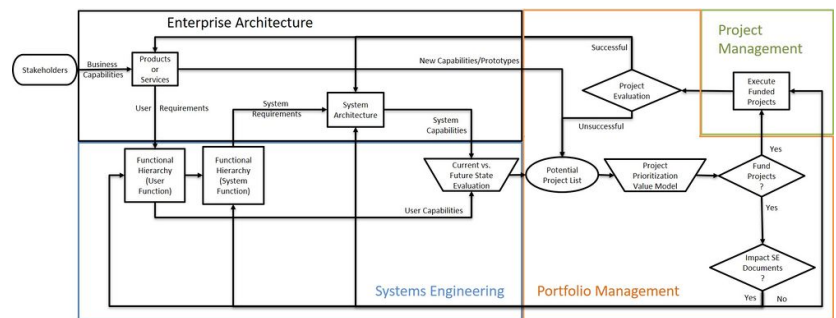 Enterprise Architecture
Project
Management
Stakeholders
Business
Capabilities
Products
or
Services
New Capabilities/Prototypes
Successful
Project
Evaluation
Execute
Funded
Projects
User Requirements
System
Requirements
System
Architecture
System
Capabilities
Unsuccessful
Yes
Functional
Hierarchy
(User
Function)
Functional
Hierarchy
(System
Function)
Current vs.
Future State
Evaluation
Potential
Project List
Project
Prioritization
Value Model
Fund
Projects
?
User Capabilities
Yes
Impact SE
Documents
?
Systems Engineering
Portfolio Management
Yes No